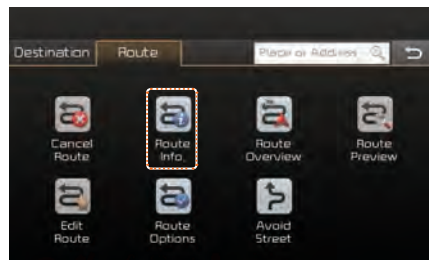 Destination
Route
Place or Address
Cancel
Route
Route
Info.
Route
Overview
Route
Preview
Edit
Route
Route
Options
Avoid
Street